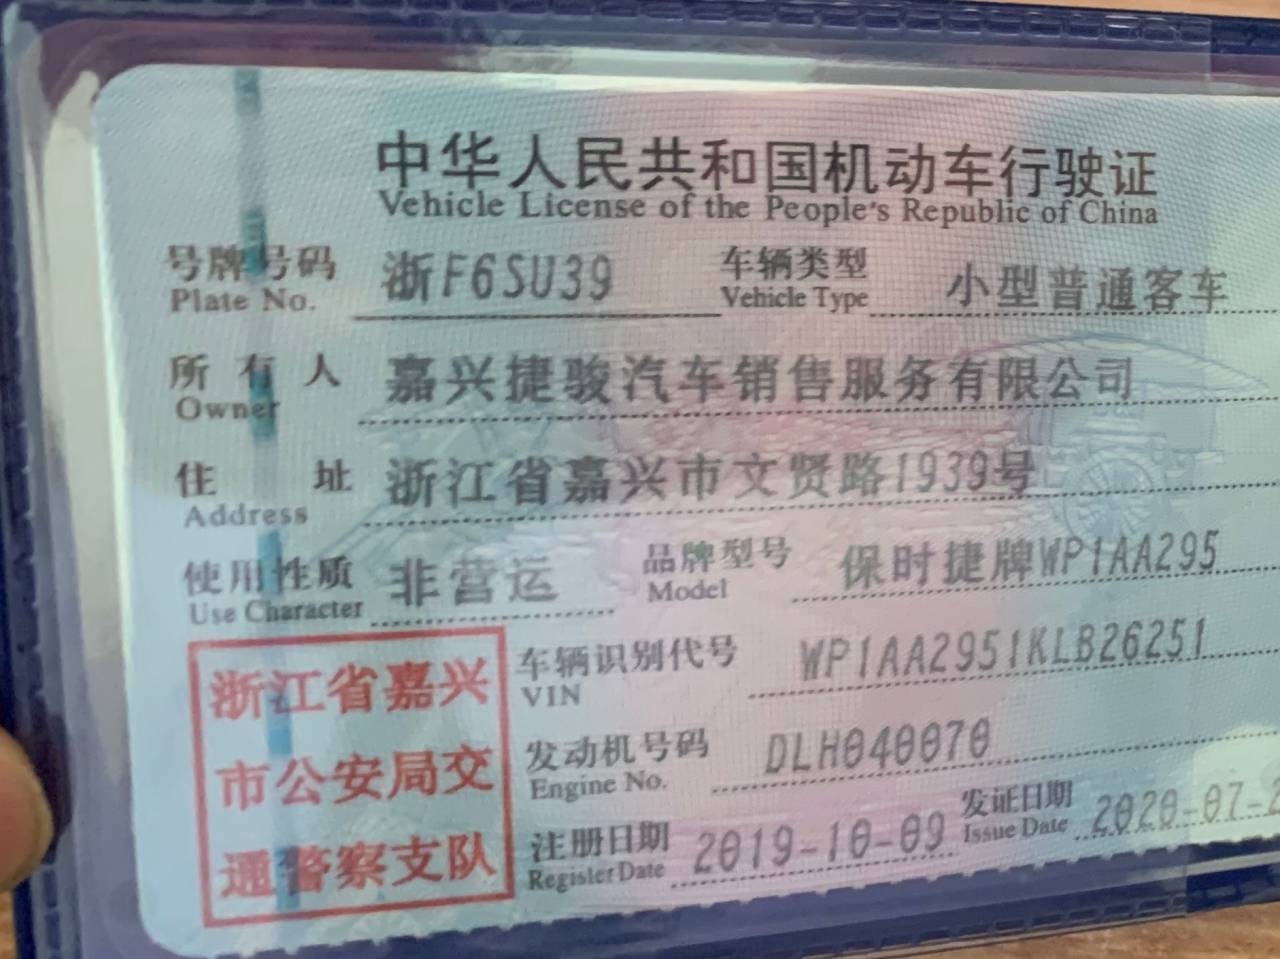 中华人民共和国机动车行驶证
Vehicle License of the People's Republic of China
号牌号码 浙F6SU39 车辆类型 小型普通客车
Plate No. Vehicle Type
所有人 嘉兴捷骏汽车销售服务有限公司
Owner
住址 浙江省嘉兴市文贤路1939号
Address
使用性质 非营运 品牌型号 保时捷牌WP1AA295
Use Character Model
浙江省嘉兴
市公安局交
通警察支队
车辆识别代号 WP1AA2951KLB26251
VIN
发动机号码 DLH040070
Engine No.
注册日期 2019-10-09 发证日期 2020-07-2
Register Date Issue Date